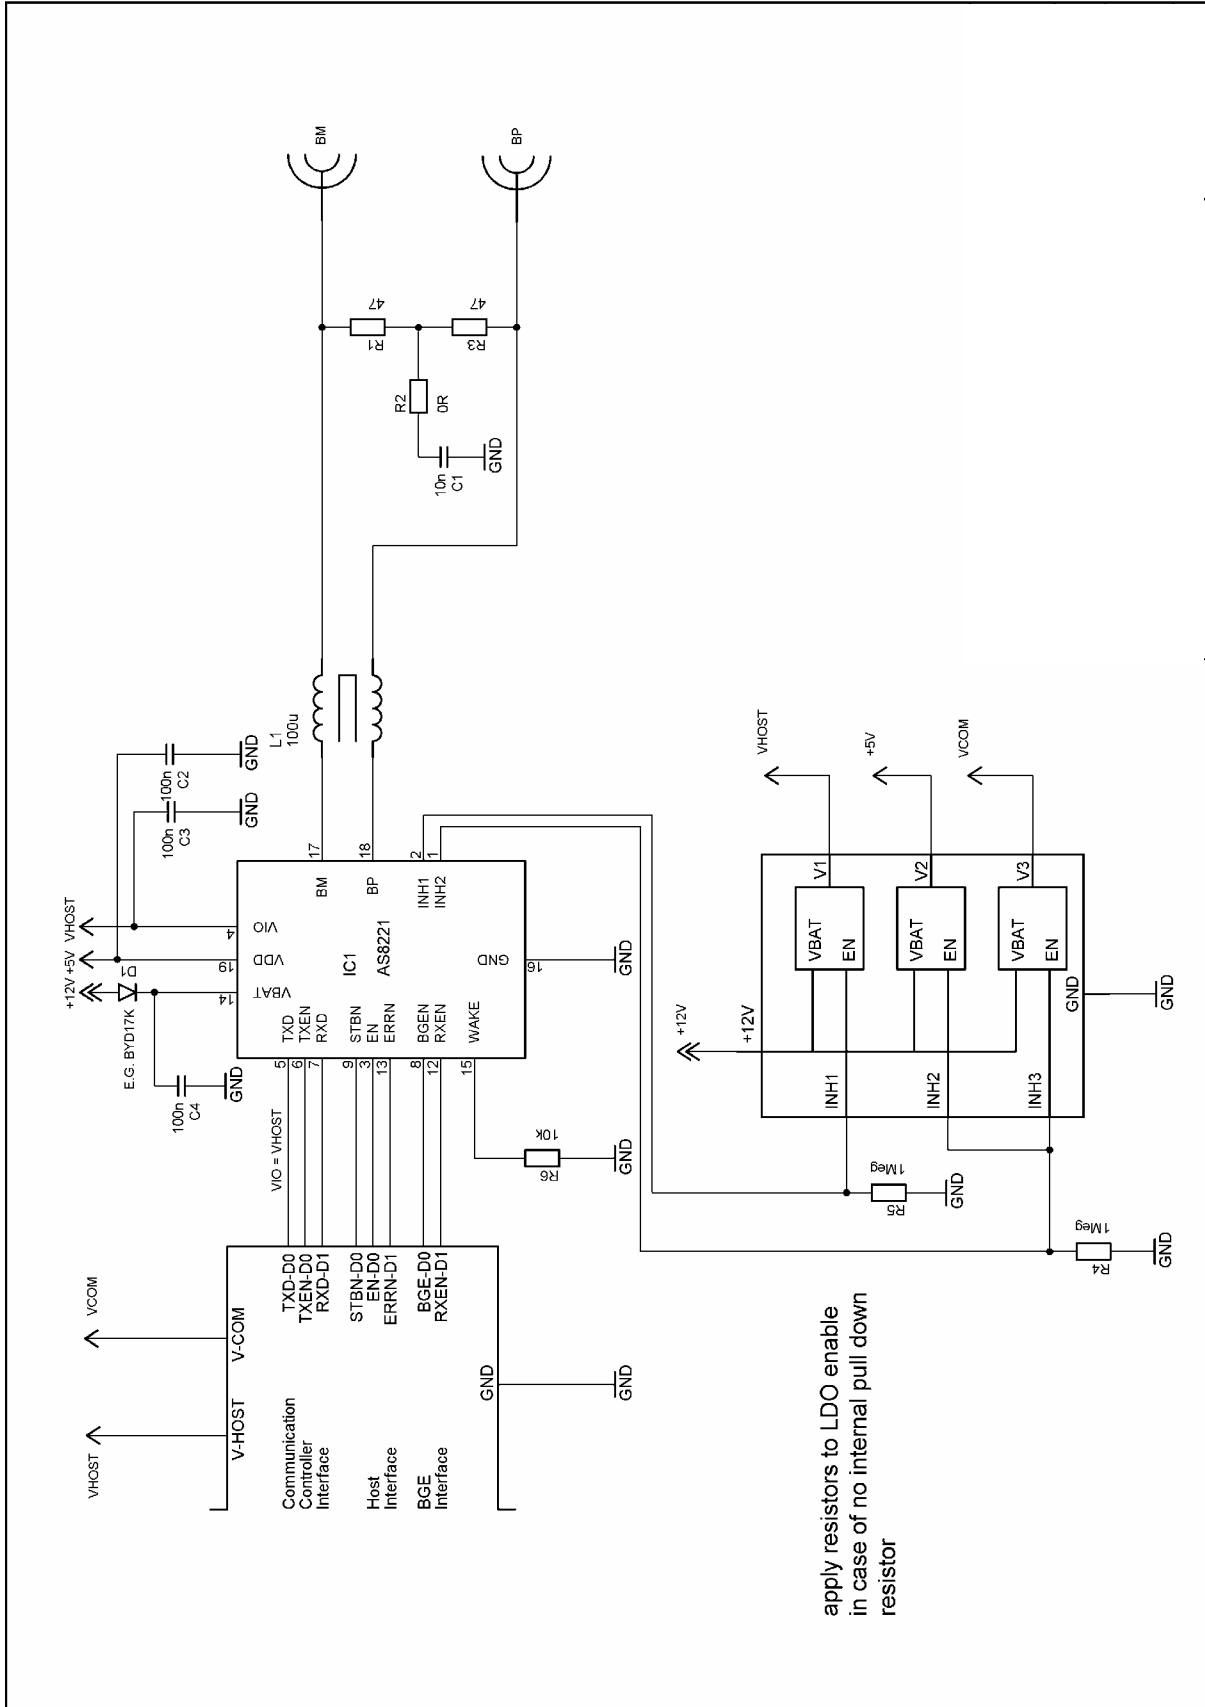 VHOST
VCOM
V-HOST
V-COM
Communication
Controller
Interface
Host
Interface
BGE
Interface
TXD-D0
TXEN-D0
RXD-D1
STBN-D0
EN-D0
ERRN-D1
BGE-D0
RXEN-D1
GND
GND
VIO = VHOST
5
6
7
9
3
13
8
12
15
TXD
TXEN
RXD
STBN
EN
ERRN
BGEN
RXEN
WAKE
R6
10k
GND
100n
C4
GND
E.G. BYD17K
D1
+12V
+5V
VHOST
14
19
4
VBAT
VDD
VIO
IC1
AS8221
GND
16
GND
BM
BP
INH1
INH2
17
18
2
1
100n
C3
GND
100n
C2
GND
L1
100u
10n
C1
GND
R2
0R
R1
47
R3
47
BM
BP
apply resistors to LDO enable
in case of no internal pull down
resistor
R4
1Meg
GND
R5
1Meg
GND
INH1
INH2
INH3
+12V
+12V
VBAT
EN
V1
VBAT
EN
V2
VBAT
EN
V3
GND
GND
VHOST
+5V
VCOM